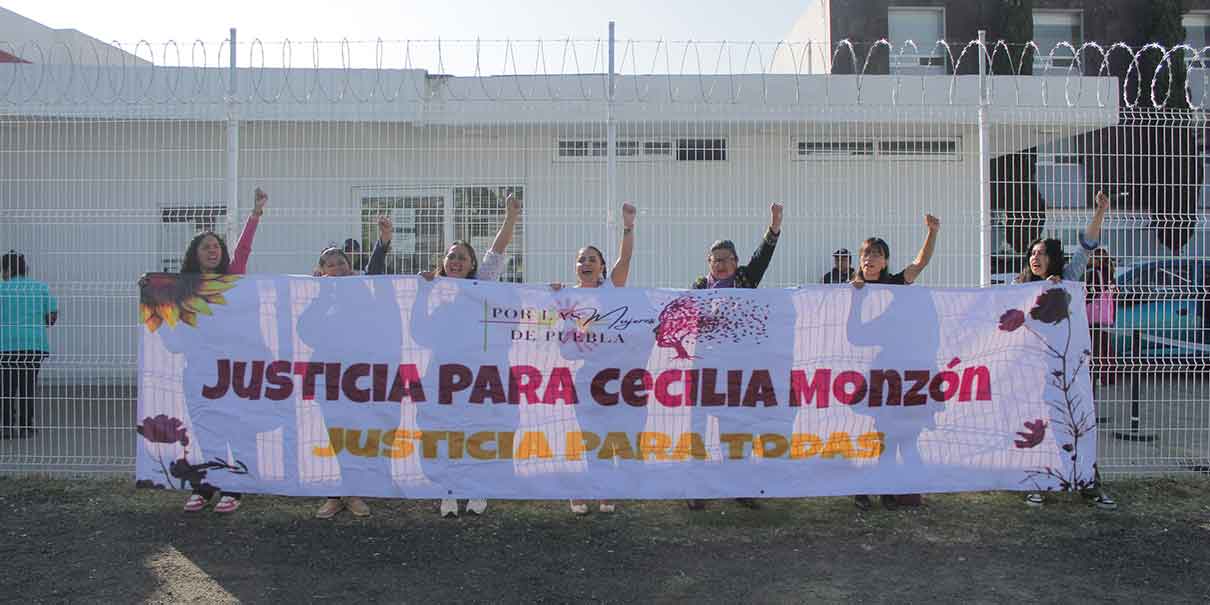 POR LAS Mujeres
DE PUEBLA
JUSTICIA PARA CECILIA MONZÓN
JUSTICIA PARA TODAS